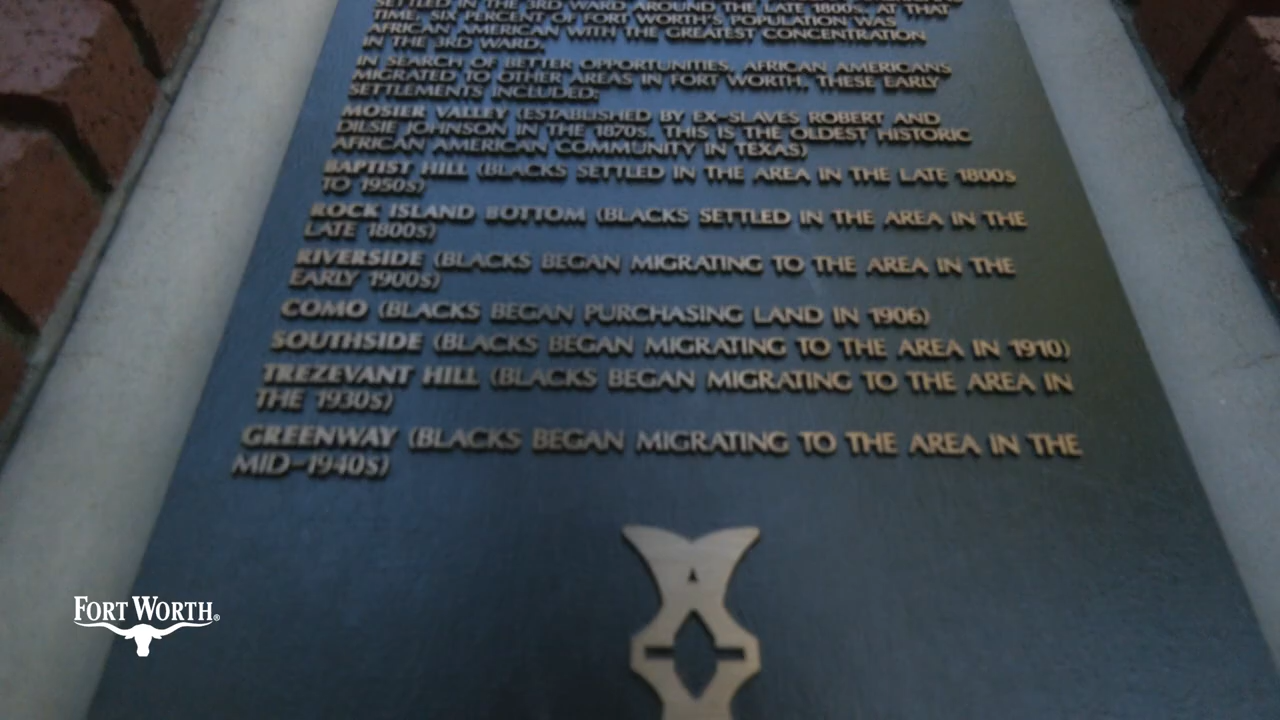 SETTLED IN THE 3RD WARD AROUND THE LATE 1800s. AT THAT
TIME, SIX PERCENT OF FORT WORTH'S POPULATION WAS
AFRICAN AMERICAN WITH THE GREATEST CONCENTRATION
IN THE 3RD WARD.
IN SEARCH OF BETTER OPPORTUNITIES, AFRICAN AMERICANS
MIGRATED TO OTHER AREAS IN FORT WORTH. THESE EARLY
SETTLEMENTS INCLUDED:
MOSIER VALLEY (ESTABLISHED BY EX-SLAVES ROBERT AND
DILSIE JOHNSON IN THE 1870s. THIS IS THE OLDEST HISTORIC
AFRICAN AMERICAN COMMUNITY IN TEXAS)
BAPTIST HILL (BLACKS SETTLED IN THE AREA IN THE LATE 1800s
TO 1950s)
ROCK ISLAND BOTTOM (BLACKS SETTLED IN THE AREA IN THE
LATE 1800s)
RIVERSIDE (BLACKS BEGAN MIGRATING TO THE AREA IN THE
EARLY 1900s)
COMO (BLACKS BEGAN PURCHASING LAND IN 1906)
SOUTHSIDE (BLACKS BEGAN MIGRATING TO THE AREA IN 1910)
TREZEVANT HILL (BLACKS BEGAN MIGRATING TO THE AREA IN
THE 1930s)
GREENWAY (BLACKS BEGAN MIGRATING TO THE AREA IN THE
MID-1940s)
FORT WORTH®